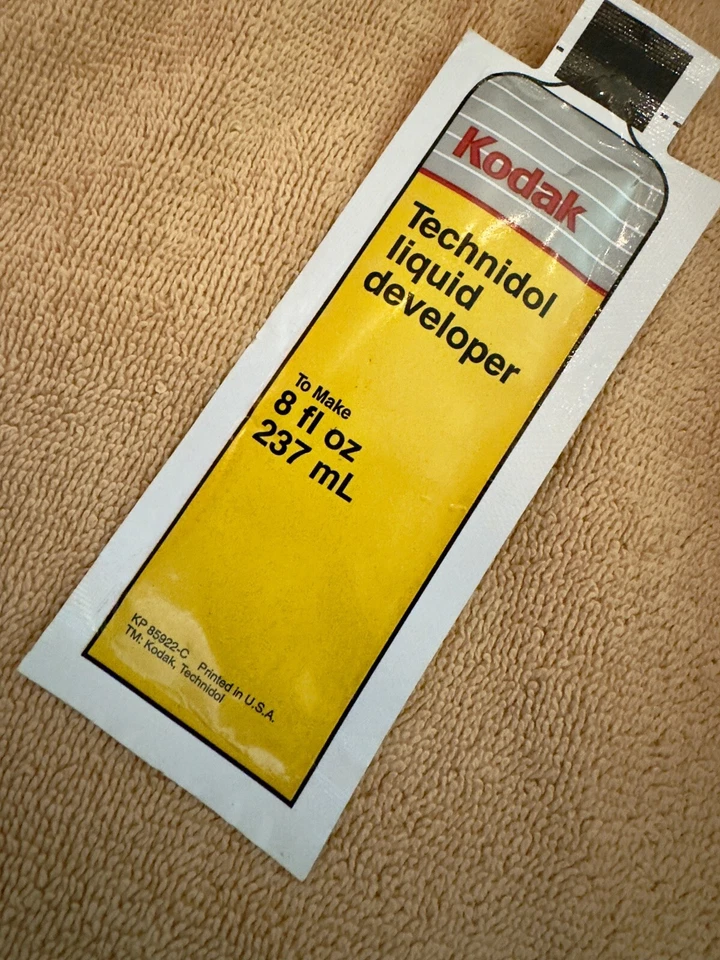 Kodak
Technidol
liquid
developer
To Make
8 fl oz
237 mL
KP 85922-C Printed in U.S.A.
TM: Kodak, Technidol